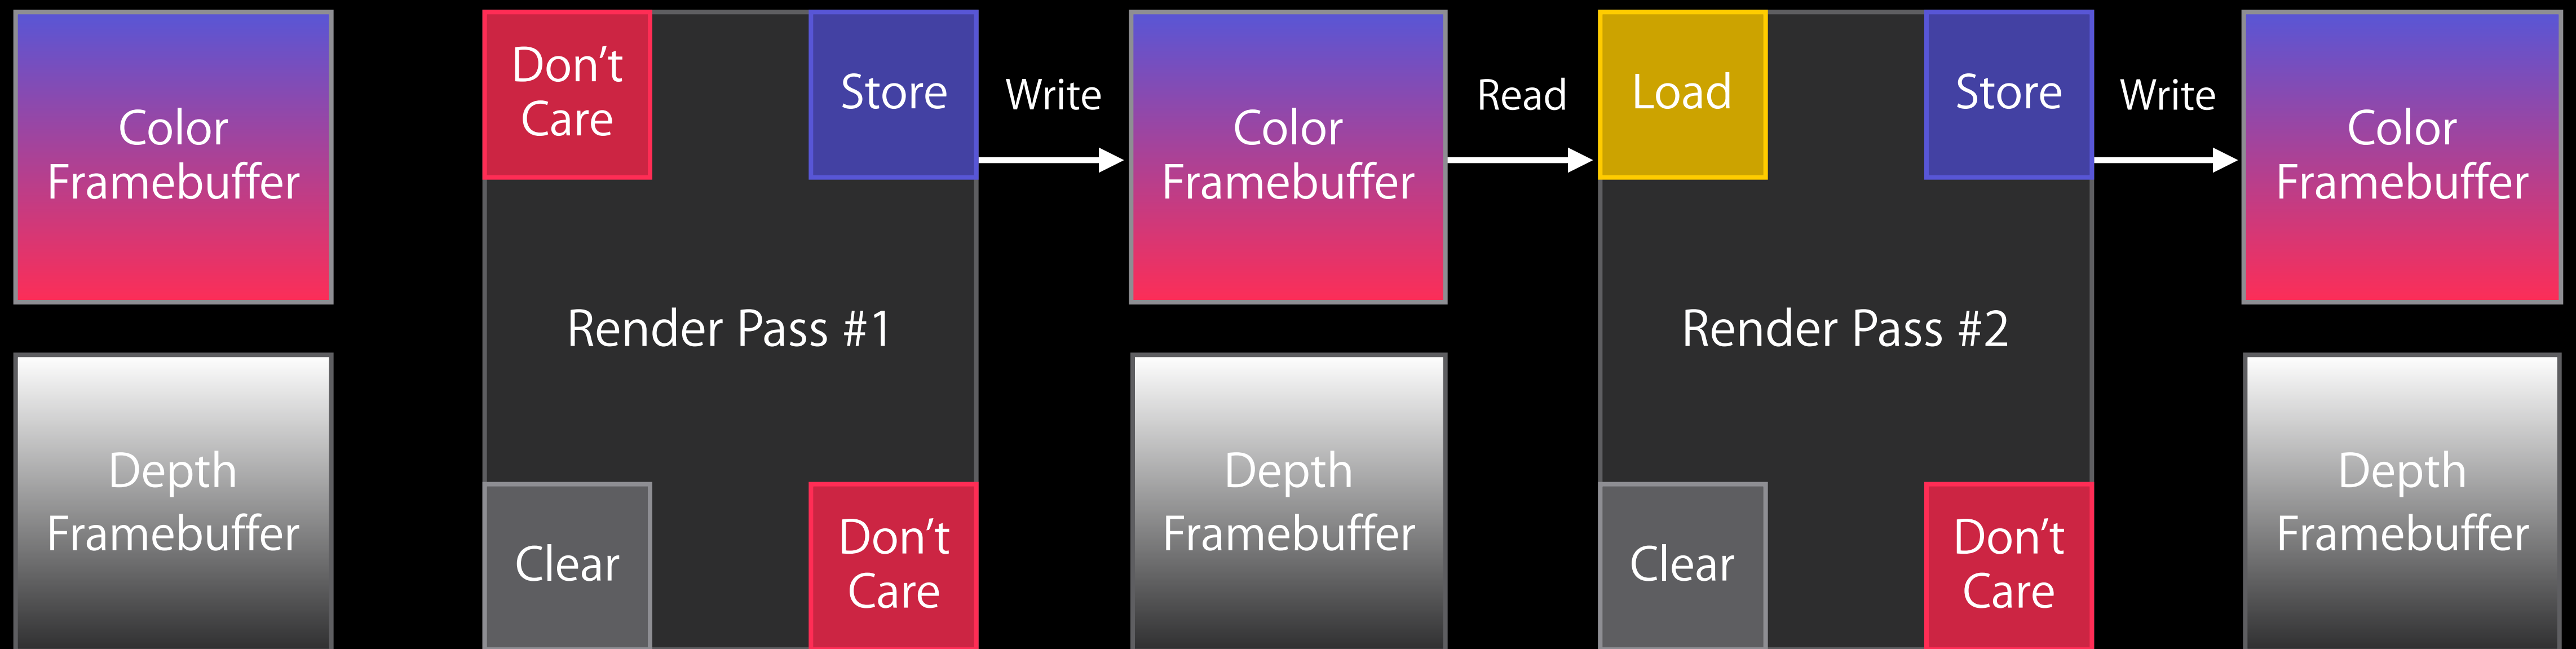 Color
Framebuffer
Depth
Framebuffer
Don’t
Care
Store
Render Pass #1
Clear
Don’t
Care
Write
Color
Framebuffer
Depth
Framebuffer
Read
Load
Store
Render Pass #2
Clear
Don’t
Care
Write
Color
Framebuffer
Depth
Framebuffer